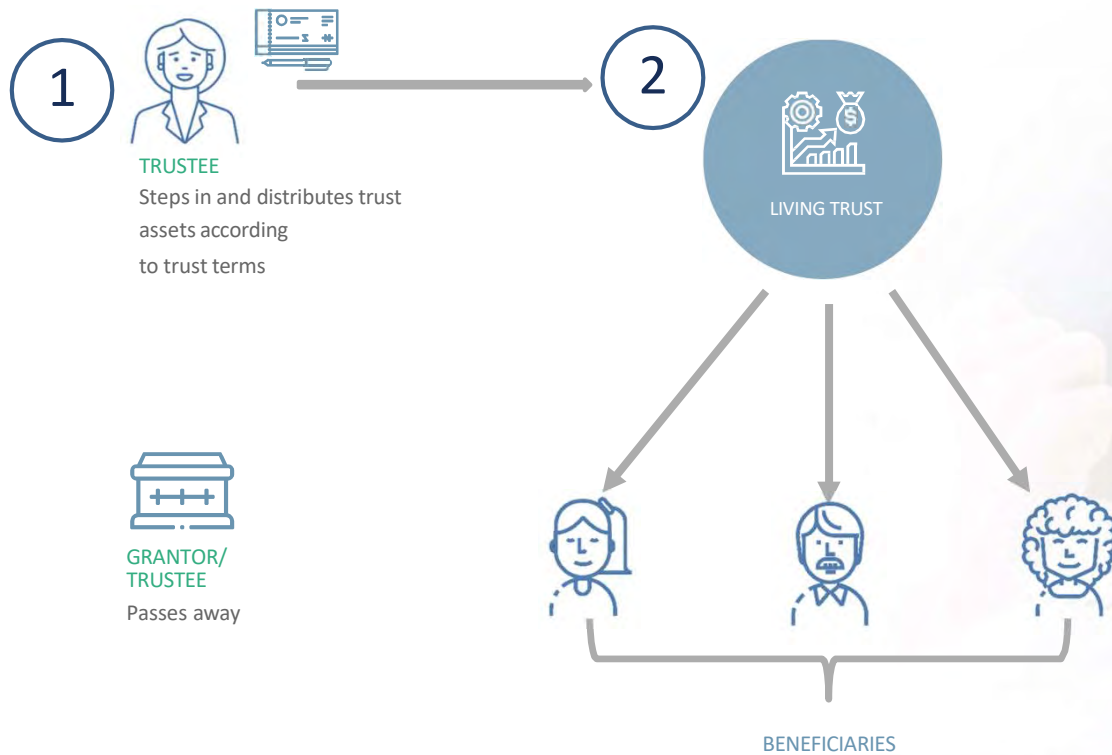 1
TRUSTEE
Steps in and distributes trust
assets according
to trust terms
2
LIVING TRUST
GRANTOR/
TRUSTEE
Passes away
BENEFICIARIES